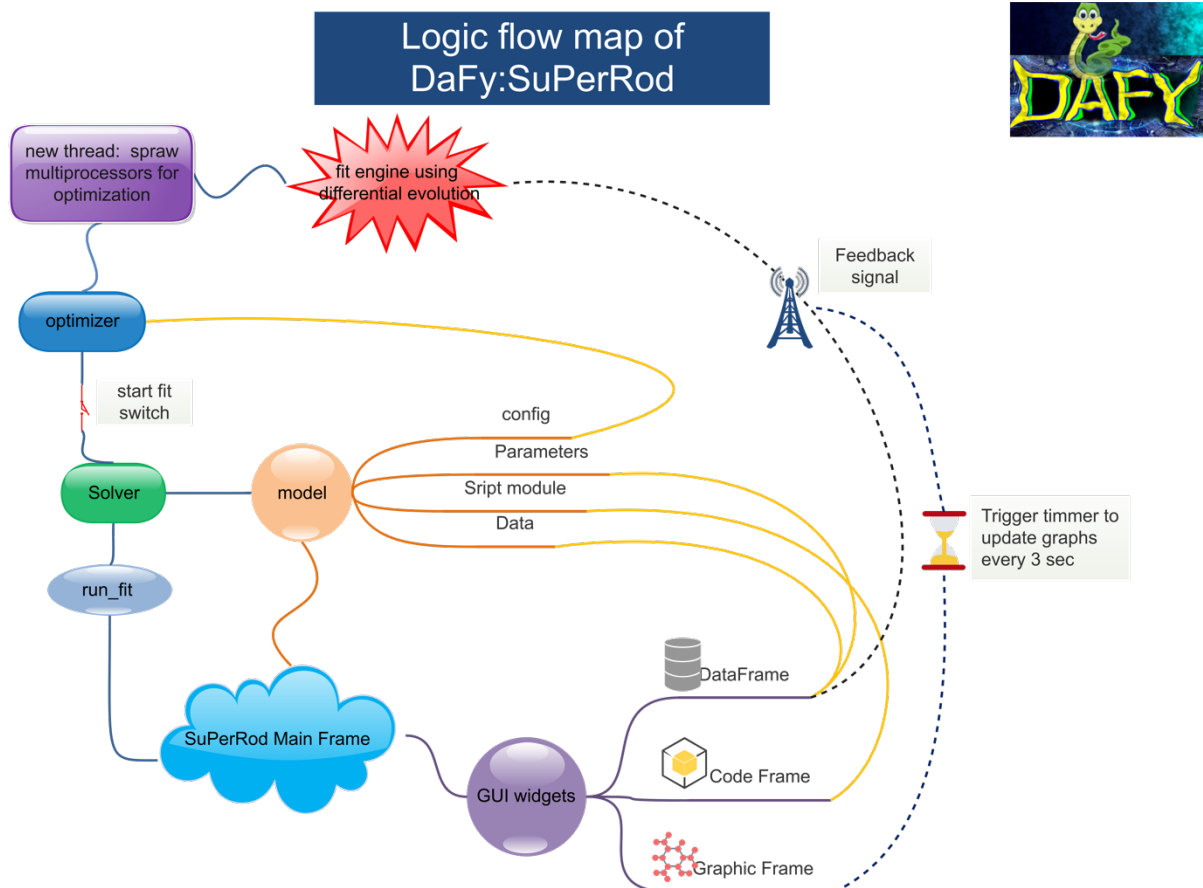 Logic flow map of
DaFy:SuPerRod
DAFY
new thread: spraw
multiprocessors for
optimization
fit engine using
differential evolution
Feedback
signal
optimizer
start fit
switch
config
Parameters
Solver
model
Sript module
Data
Trigger timmer to
update graphs
every 3 sec
run_fit
DataFrame
SuPerRod Main Frame
Code Frame
GUI widgets
Graphic Frame